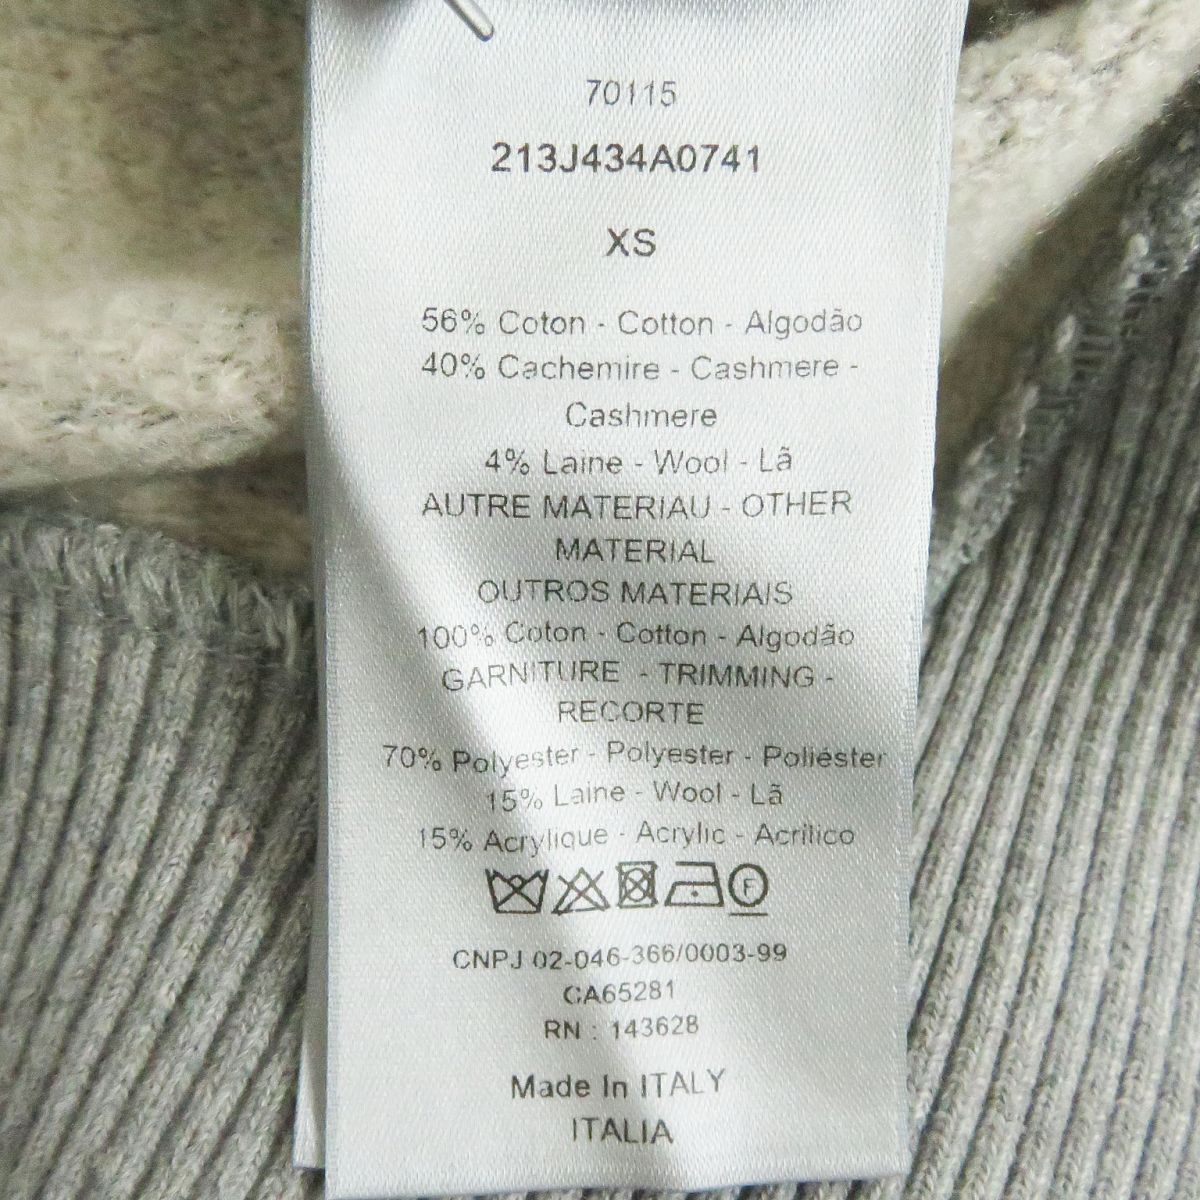 70115
213J434A0741
XS
56% Coton - Cotton - Algodão
40% Cachemire - Cashmere -
Cashmere
4% Laine - Wool - Lã
AUTRE MATERIAU - OTHER
MATERIAL
OUTROS MATERIAIS
100% Coton - Cotton - Algodão
GARNITURE - TRIMMING -
RECORTE
70% Polyester - Polyester - Poliéster
15% Laine - Wool - Lã
15% Acrylique - Acrylic - Acrílico
F
CNPJ 02-046-366/0003-99
CA65281
RN : 143628
Made In ITALY
ITALIA